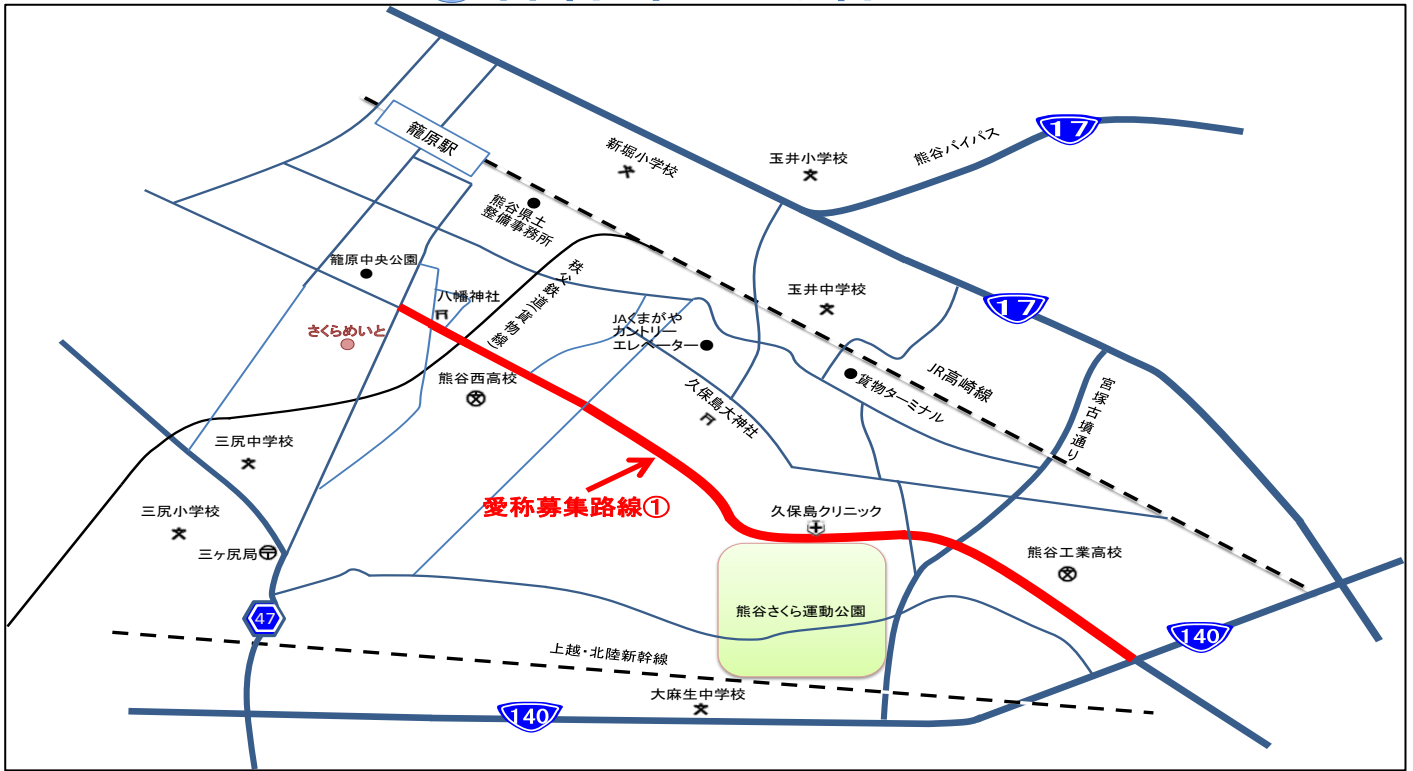 17
籠原駅
新堀小学校
玉井小学校
熊谷バイパス
熊谷県土
整備事務所
籠原中央公園
八幡神社
秩父鉄道(貨物線)
玉井中学校
17
さくらめいと
JAくまがや
カントリー
エレベーター
熊谷西高校
久保島大神社
貨物ターミナル
JR高崎線
宮塚古墳通り
三尻中学校
愛称募集路線①
三尻小学校
久保島クリニック
三ヶ尻局
熊谷工業高校
47
熊谷さくら運動公園
140
上越・北陸新幹線
大麻生中学校
140